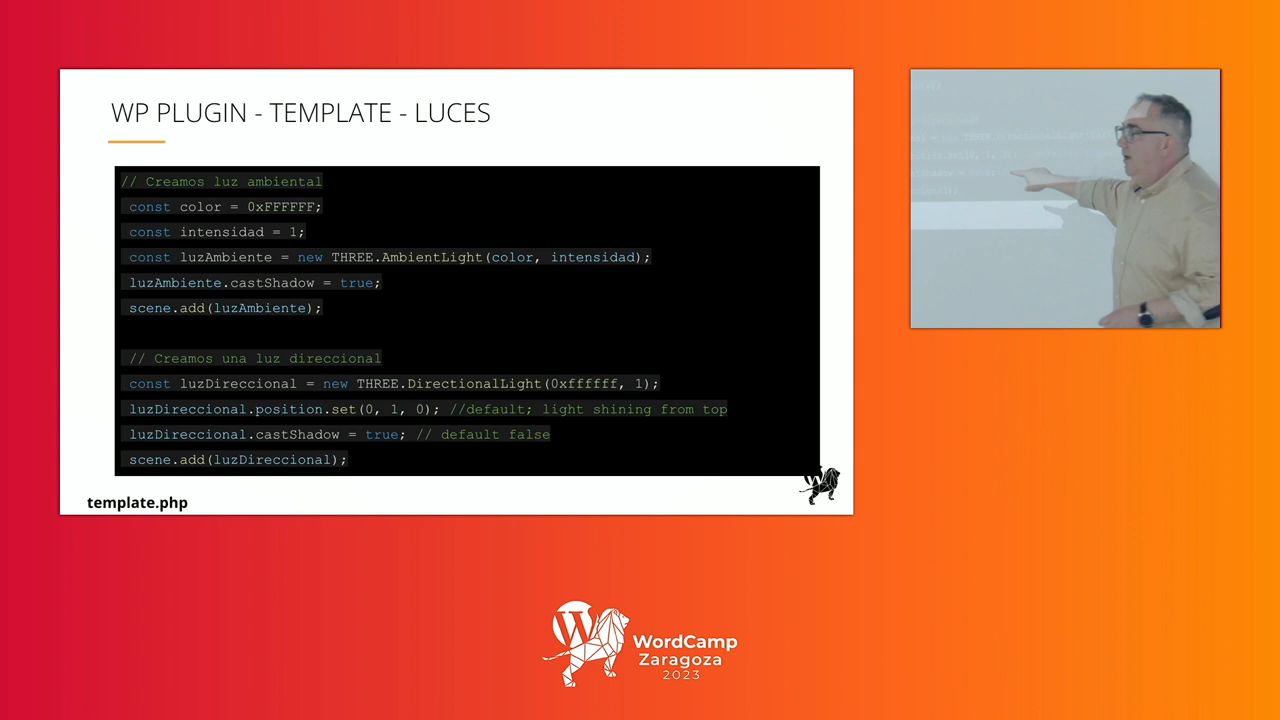 WP PLUGIN - TEMPLATE - LUCES
// Creamos luz ambiental
const color = 0xFFFFFF;
const intensidad = 1;
const luzAmbiente = new THREE.AmbientLight(color, intensidad);
luzAmbiente.castShadow = true;
scene.add(luzAmbiente);
// Creamos una luz direccional
const luzDireccional = new THREE.DirectionalLight(0xffffff, 1);
luzDireccional.position.set(0, 1, 0); //default; light shining from top
luzDireccional.castShadow = true; // default false
scene.add(luzDireccional);
template.php
WordCamp
Zaragoza
2023